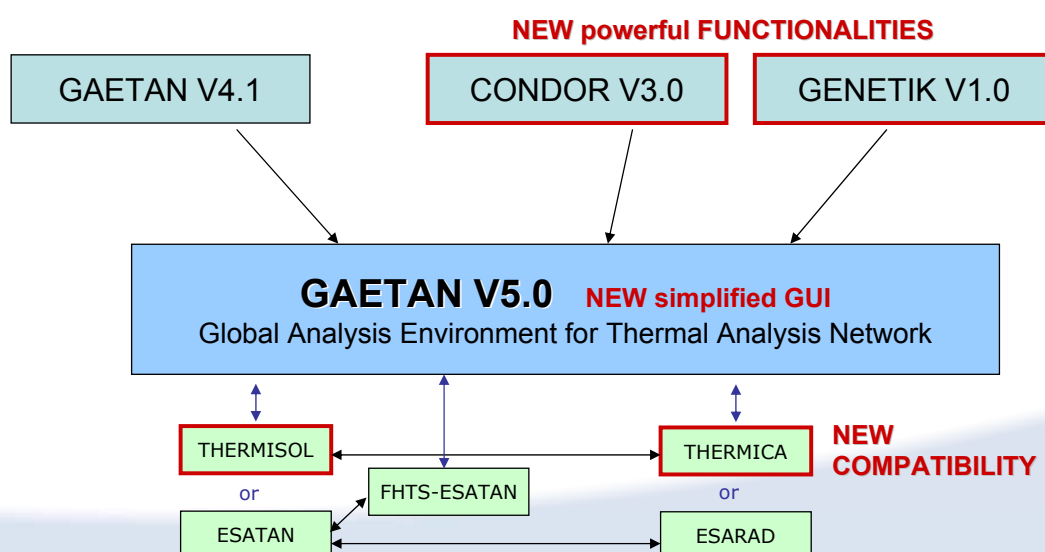 NEW powerful FUNCTIONALITIES
GAETAN V4.1
CONDOR V3.0
GENETIK V1.0
GAETAN V5.0 NEW simplified GUI
Global Analysis Environment for Thermal Analysis Network
THERMISOL
THERMICA
NEW
COMPATIBILITY
or
FHTS-ESATAN
or
ESATAN
ESARAD